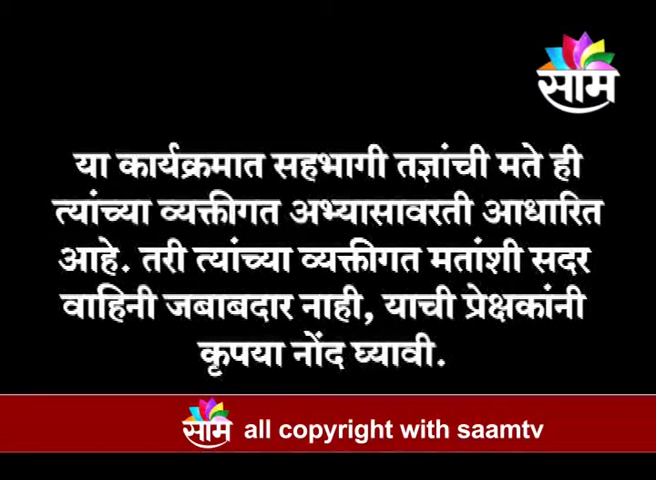 साम
या कार्यक्रमात सहभागी तज्ञांची मते ही
त्यांच्या व्यक्तीगत अभ्यासावरती आधारित
आहे. तरी त्यांच्या व्यक्तीगत मतांशी सदर
वाहिनी जबाबदार नाही, याची प्रेक्षकांनी
कृपया नोंद घ्यावी.
साम all copyright with saamtv